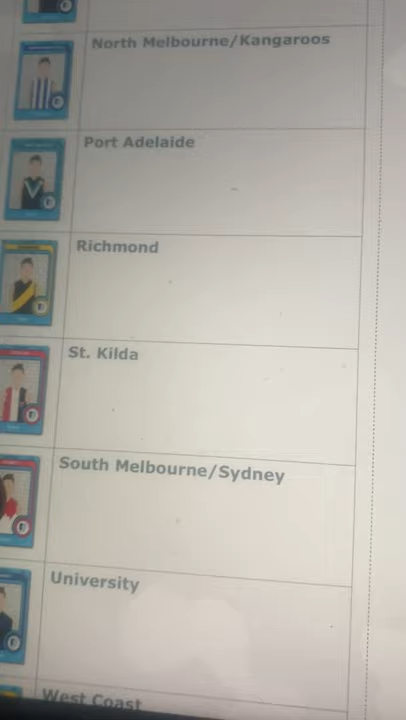 North Melbourne/Kangaroos
Port Adelaide
Richmond
St. Kilda
South Melbourne/Sydney
University
West Coast